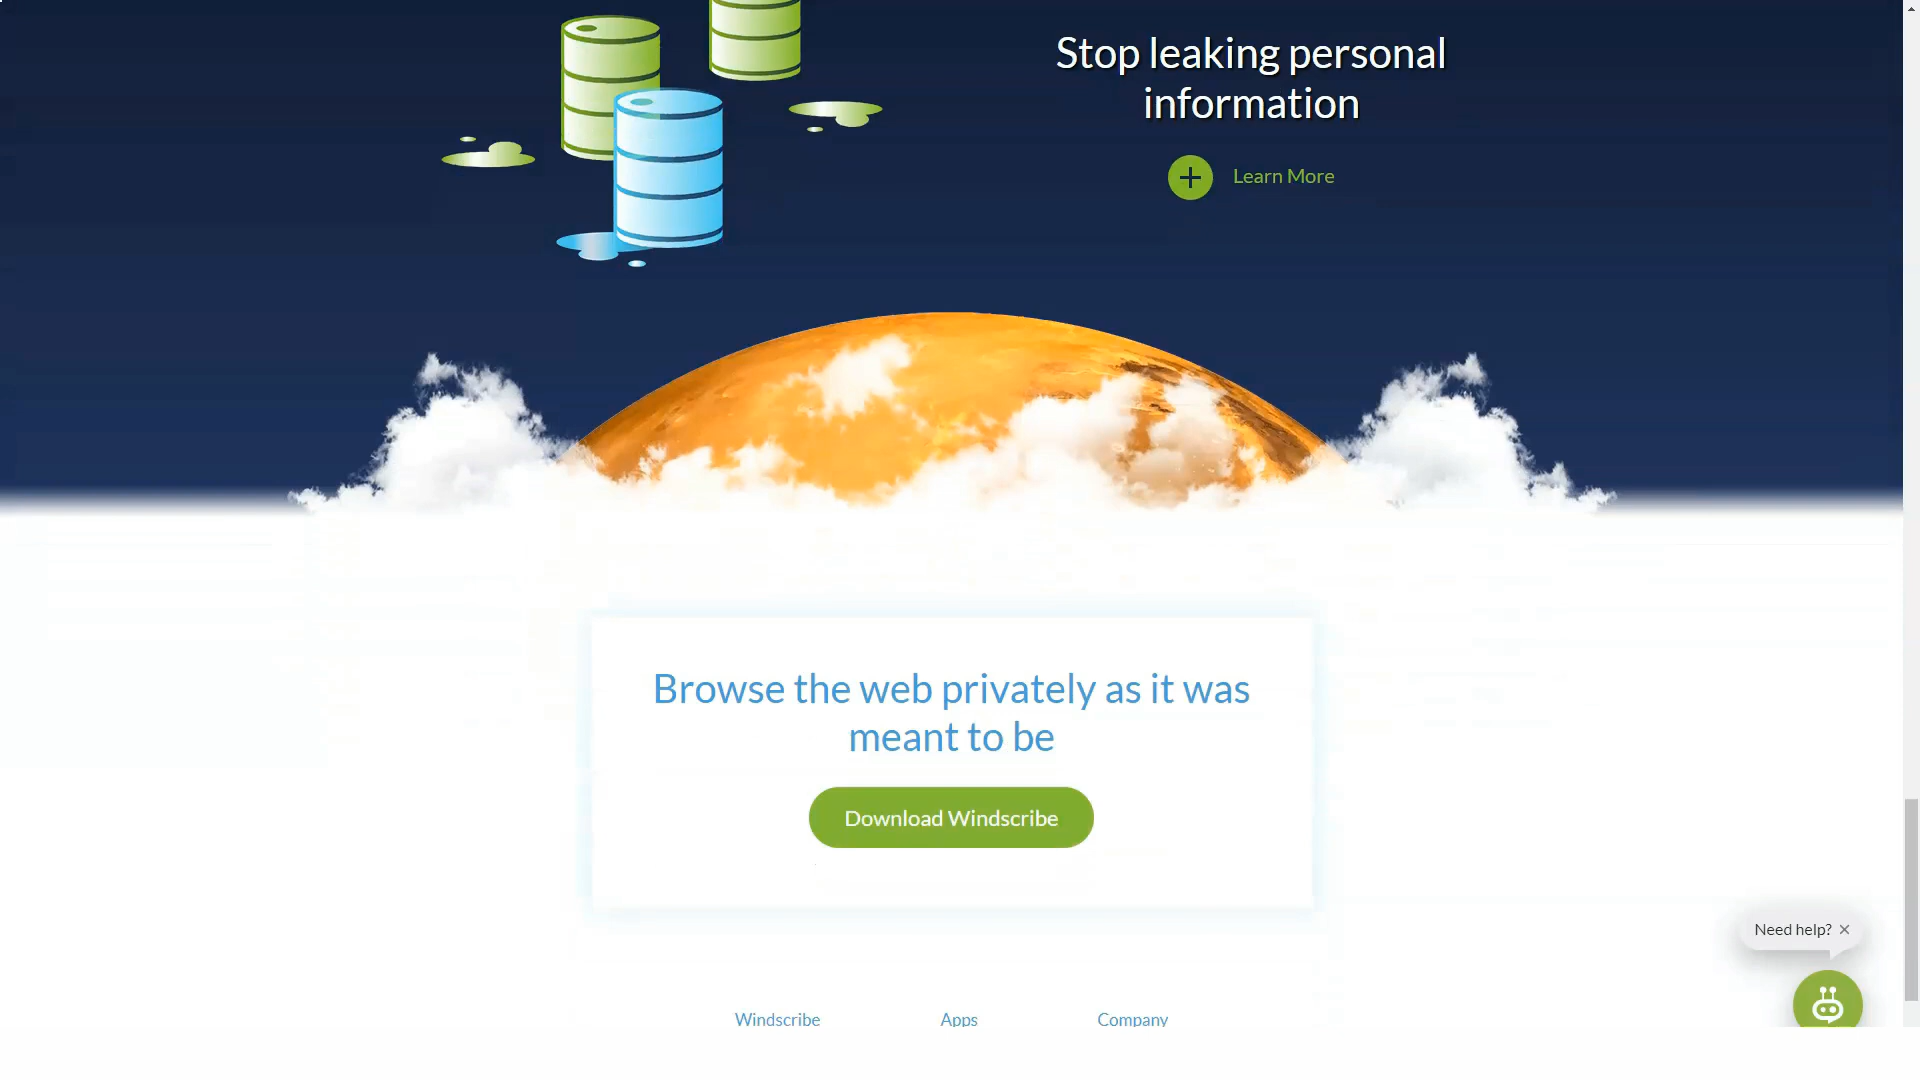 Stop leaking personal
information
Learn More
Browse the web privately as it was
meant to be
Download Windscribe
Need help?
Windscribe
Apps
Company